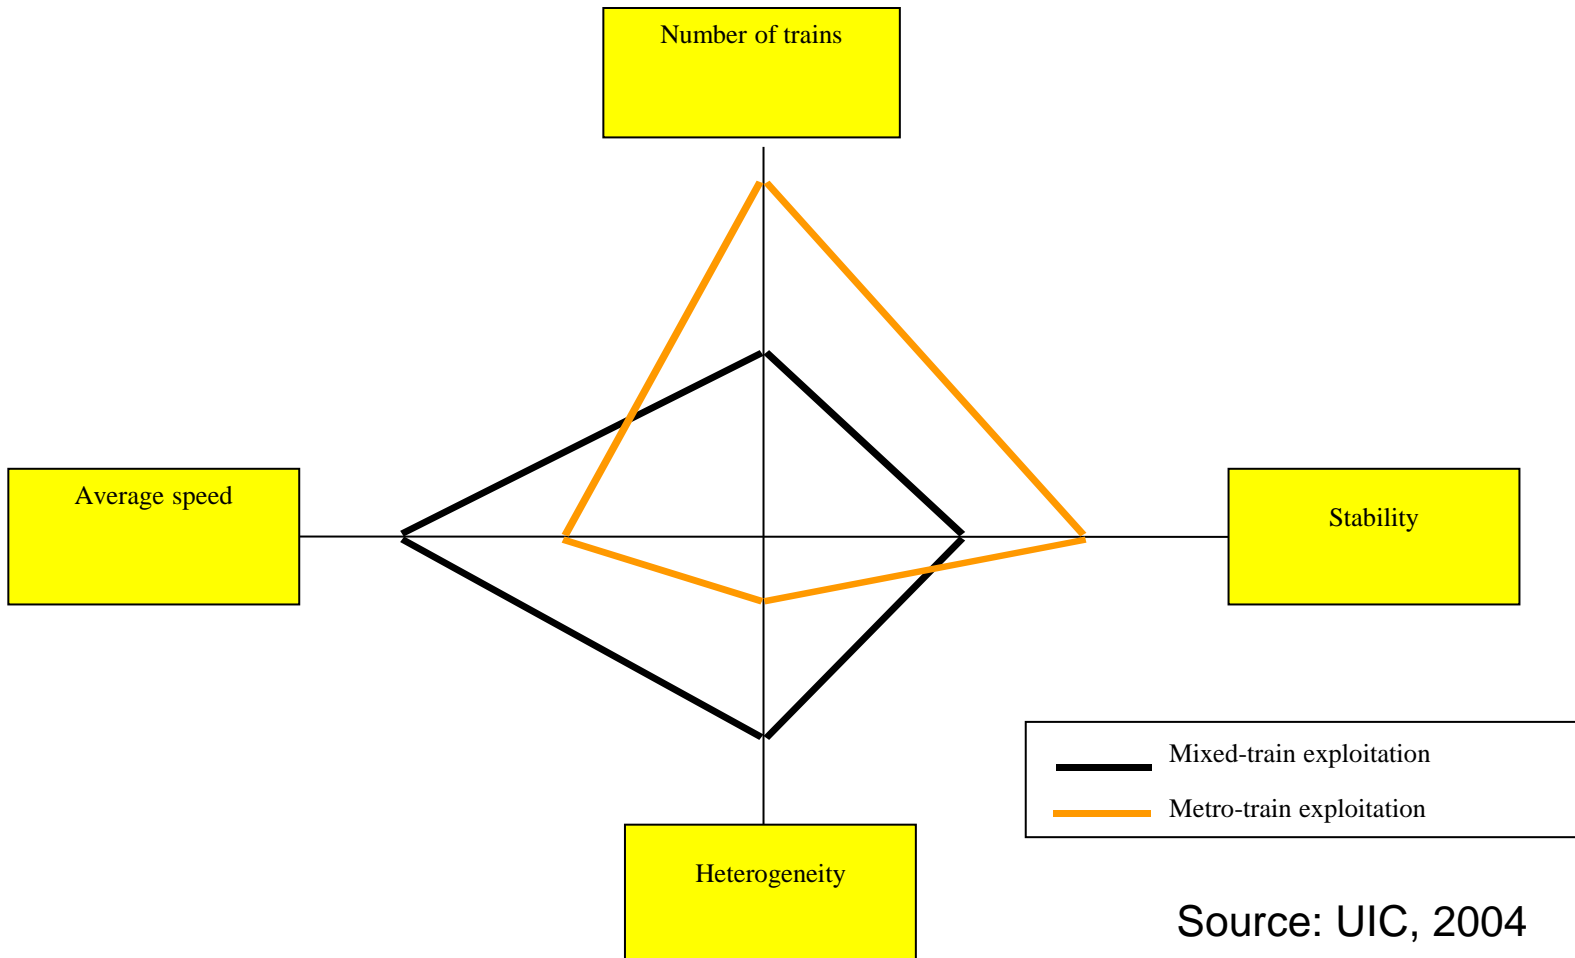 Number of trains
Average speed
Stability
Mixed-train exploitation
Metro-train exploitation
Heterogeneity
Source: UIC, 2004